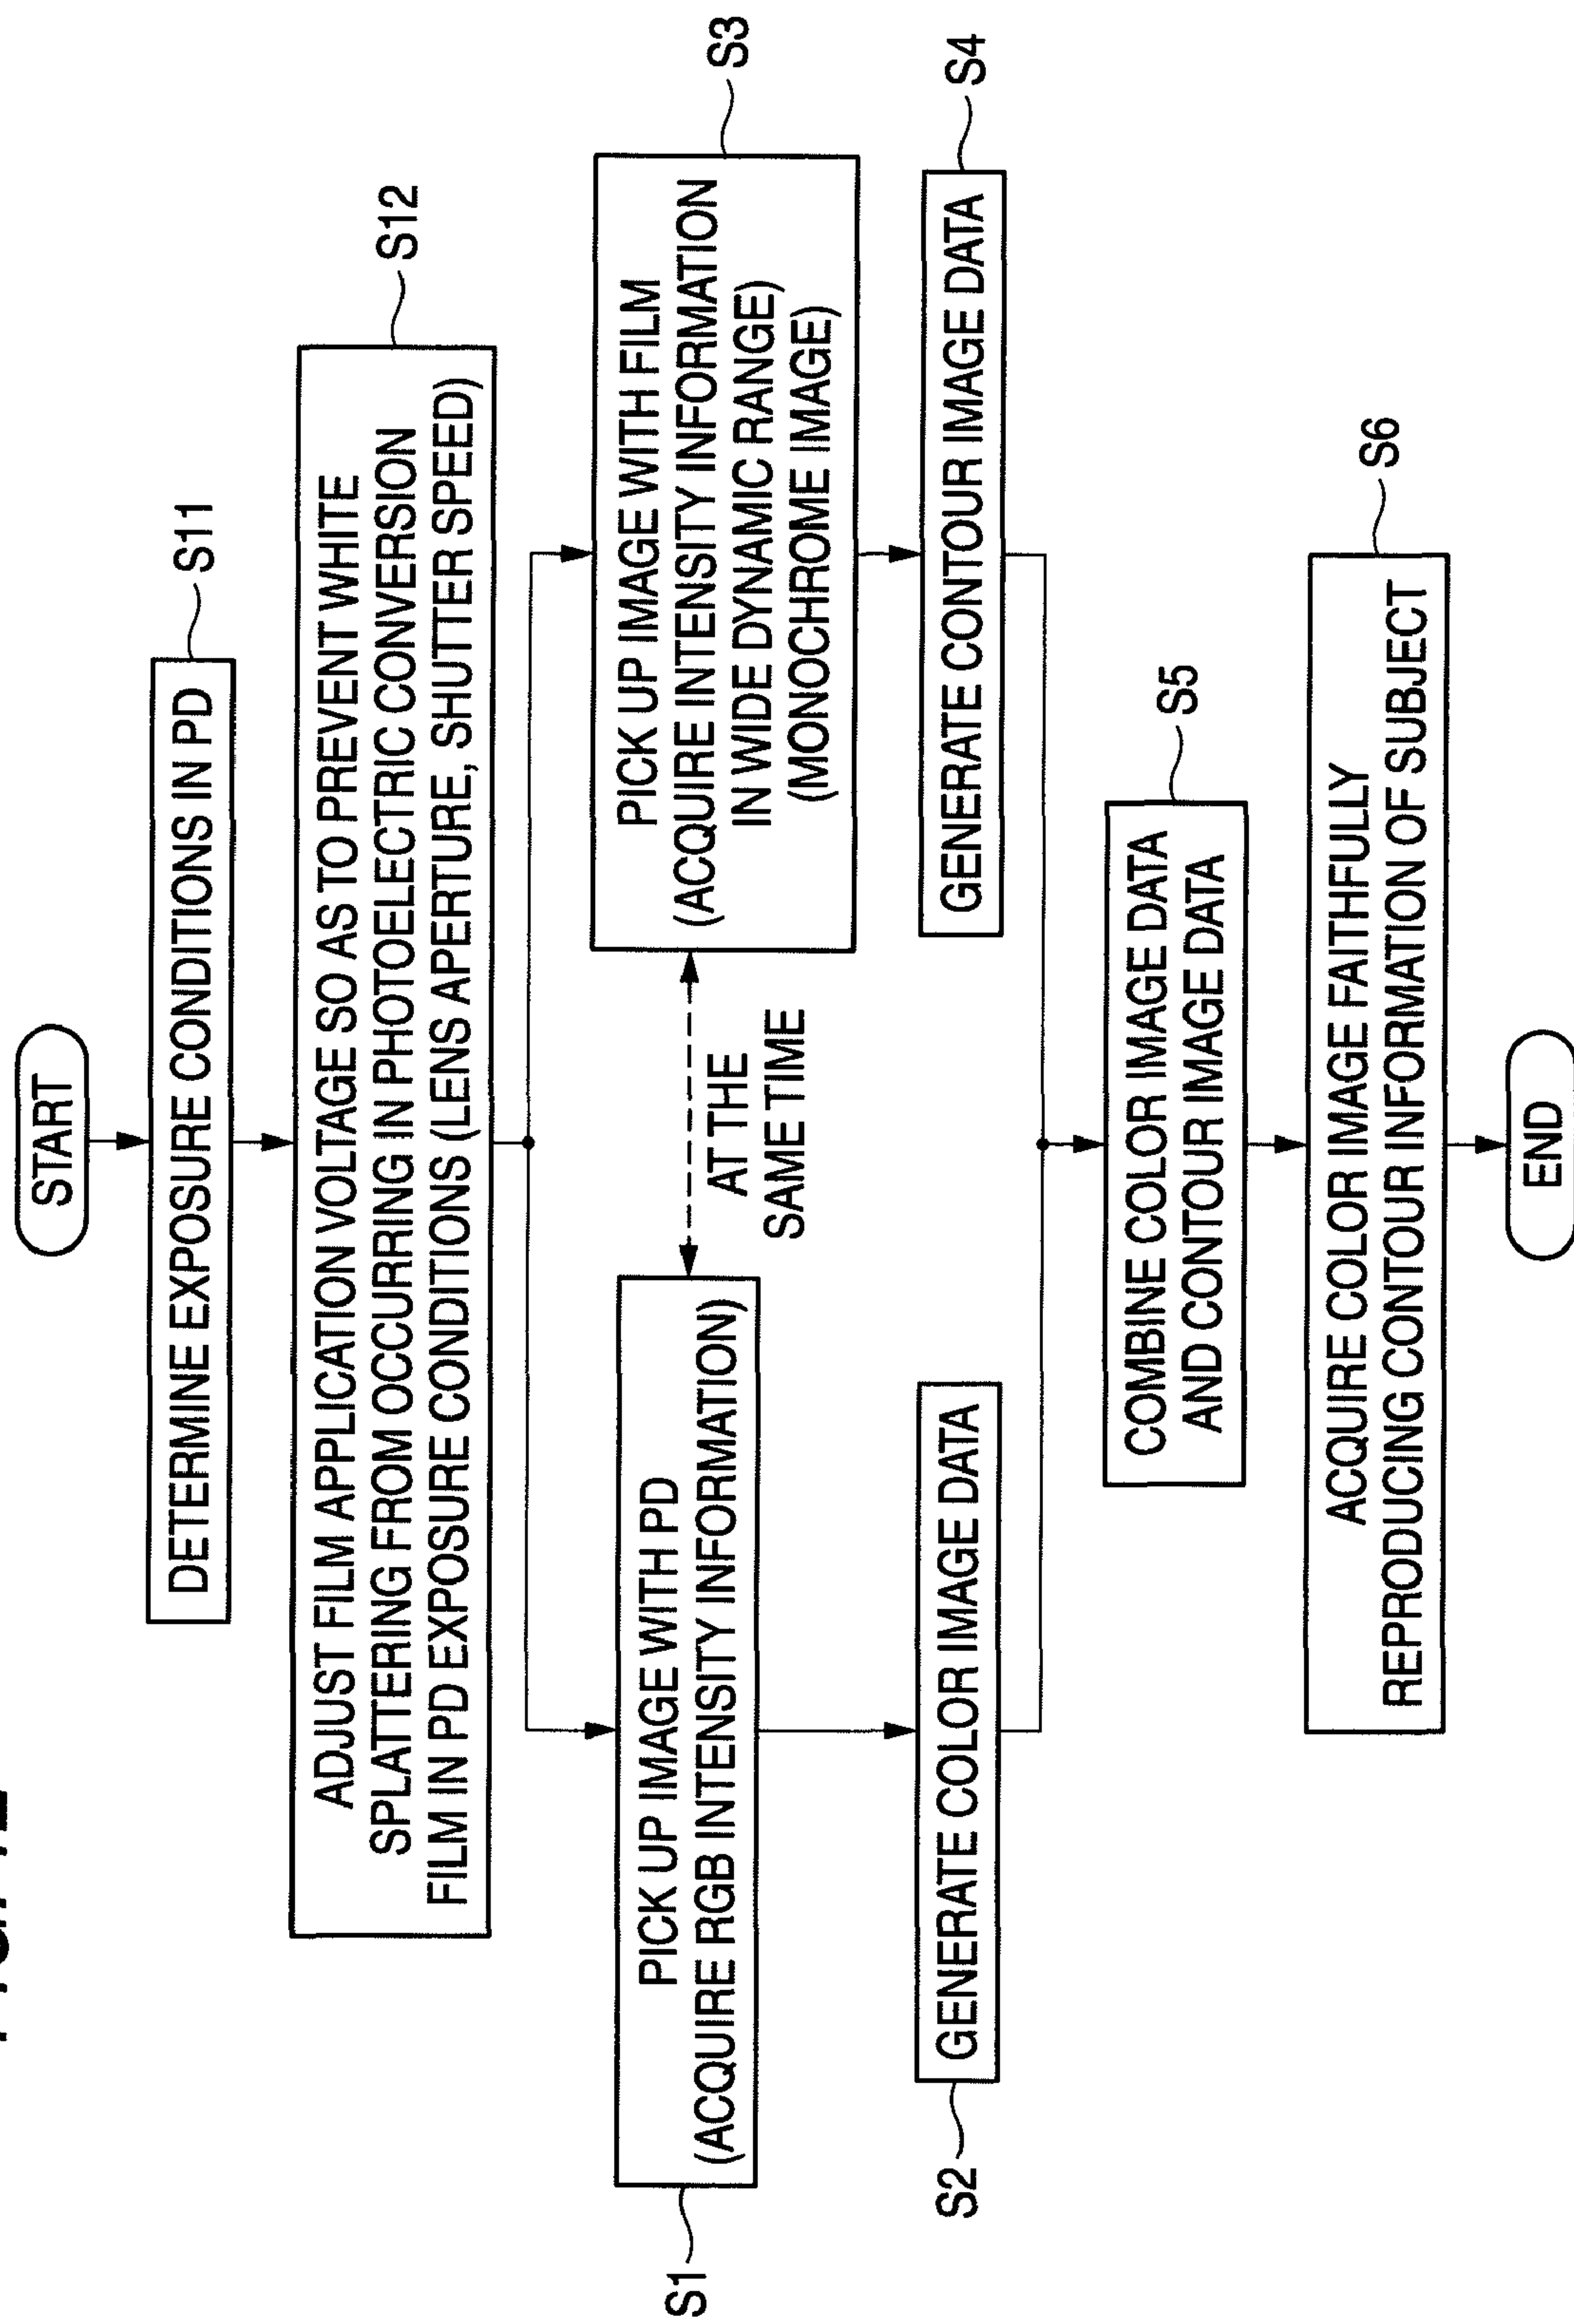 START
DETERMINE EXPOSURE CONDITIONS IN PD
S11
ADJUST FILM APPLICATION VOLTAGE SO AS TO PREVENT WHITE
SPLATTERING FROM OCCURRING IN PHOTOELECTRIC CONVERSION
FILM IN PD EXPOSURE CONDITIONS (LENS APERTURE, SHUTTER SPEED)
S12
S1
PICK UP IMAGE WITH PD
(ACQUIRE RGB INTENSITY INFORMATION)
AT THE
SAME TIME
PICK UP IMAGE WITH FILM
(ACQUIRE INTENSITY INFORMATION
IN WIDE DYNAMIC RANGE)
(MONOCHROME IMAGE)
S3
S2
GENERATE COLOR IMAGE DATA
GENERATE CONTOUR IMAGE DATA
S4
COMBINE COLOR IMAGE DATA
AND CONTOUR IMAGE DATA
S5
ACQUIRE COLOR IMAGE FAITHFULLY
REPRODUCING CONTOUR INFORMATION OF SUBJECT
S6
END